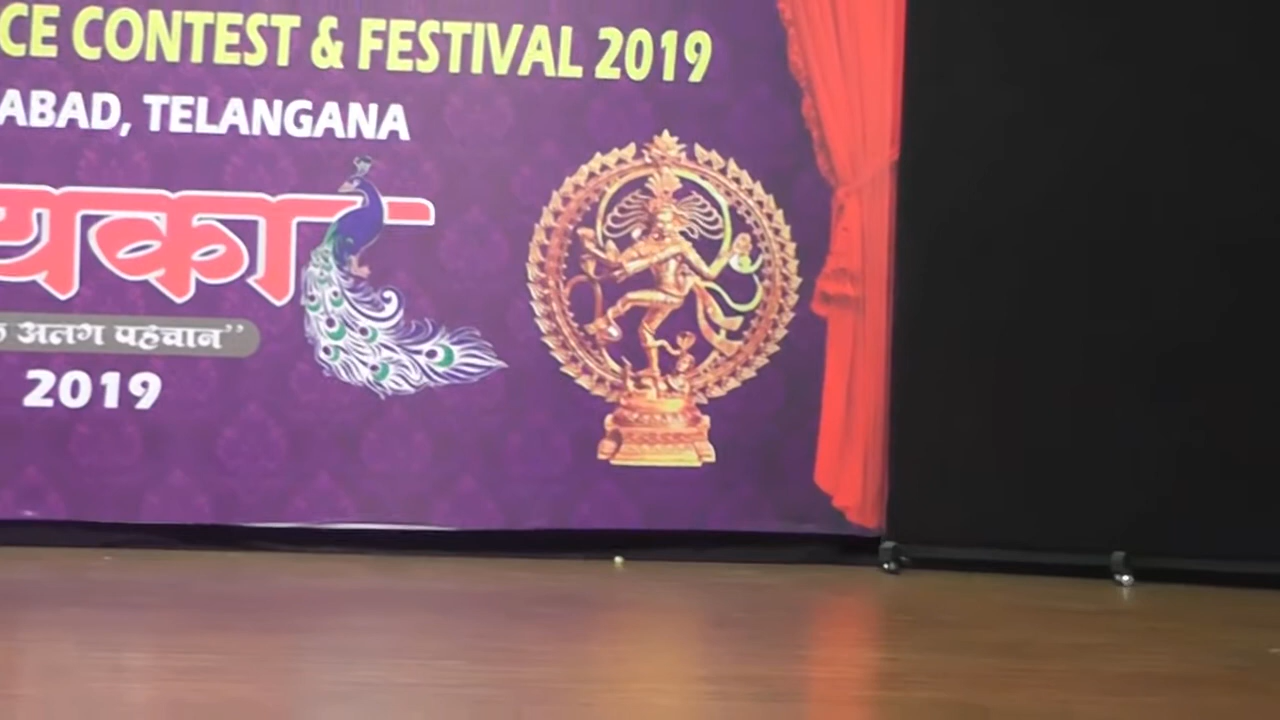 CE CONTEST & FESTIVAL 2019
ABAD, TELANGANA
यका
अलग पहचान”
2019